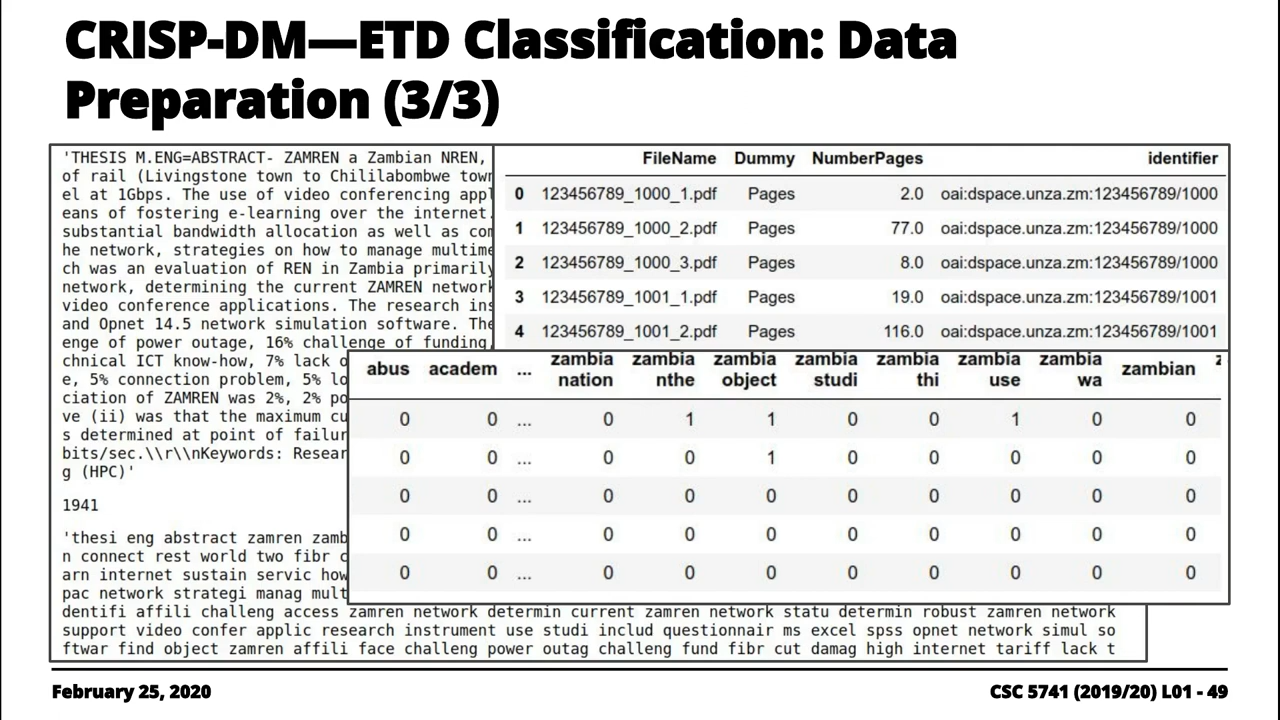 CRISP-DM—ETD Classification: Data
Preparation (3/3)
'THESIS M.ENG=ABSTRACT- ZAMREN a Zambian NREN,
of rail (Livingstone town to Chililabombwe town
el at 1Gbps. The use of video conferencing appl
eans of fostering e-learning over the internet.
substantial bandwidth allocation as well as com
he network, strategies on how to manage multime
ch was an evaluation of REN in Zambia primarily
network, determining the current ZAMREN network
video conference applications. The research ins
and Opnet 14.5 network simulation software. The
enge of power outage, 16% challenge of funding,
chnical ICT know-how, 7% lack o
e, 5% connection problem, 5% lo
ciation of ZAMREN was 2%, 2% po
ve (ii) was that the maximum cu
s determined at point of failur
bits/sec.\\r\\nKeywords: Resear
g (HPC)'
1941
'thesi eng abstract zamren zamb
n connect rest world two fibr c
arn internet sustain servic how
pac network strategi manag mult
dentifi affili challeng access zamren network determin current zamren network statu determin robust zamren network
support video confer applic research instrument use studi includ questionnair ms excel spss opnet network simul so
ftwar find object zamren affili face challeng power outag challeng fund fibr cut damag high internet tariff lack t
FileName Dummy NumberPages identifier
0 123456789_1000_1.pdf Pages 2.0 oai:dspace.unza.zm:123456789/1000
1 123456789_1000_2.pdf Pages 77.0 oai:dspace.unza.zm:123456789/1000
2 123456789_1000_3.pdf Pages 8.0 oai:dspace.unza.zm:123456789/1000
3 123456789_1001_1.pdf Pages 19.0 oai:dspace.unza.zm:123456789/1001
4 123456789_1001_2.pdf Pages 116.0 oai:dspace.unza.zm:123456789/1001
abus academ ... zambia nation zambia nthe zambia object zambia studi zambia thi zambia use zambia wa zambian
0 0 ... 0 1 1 0 0 1 0 0
0 0 ... 0 0 1 0 0 0 0 0
0 0 ... 0 0 0 0 0 0 0 0
0 0 ... 0 0 0 0 0 0 0 0
0 0 ... 0 0 0 0 0 0 0 0
February 25, 2020
CSC 5741 (2019/20) L01 - 49